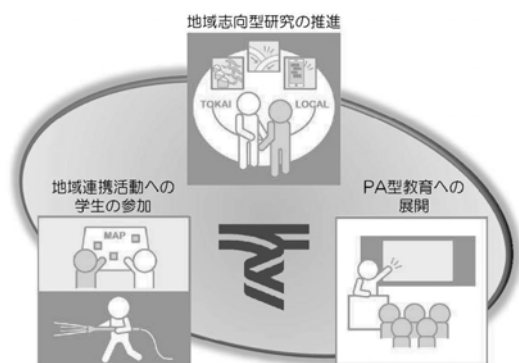 地域志向型研究の推進
TOKAI
LOCAL
地域連携活動への
学生の参加
MAP
PA型教育への
展開